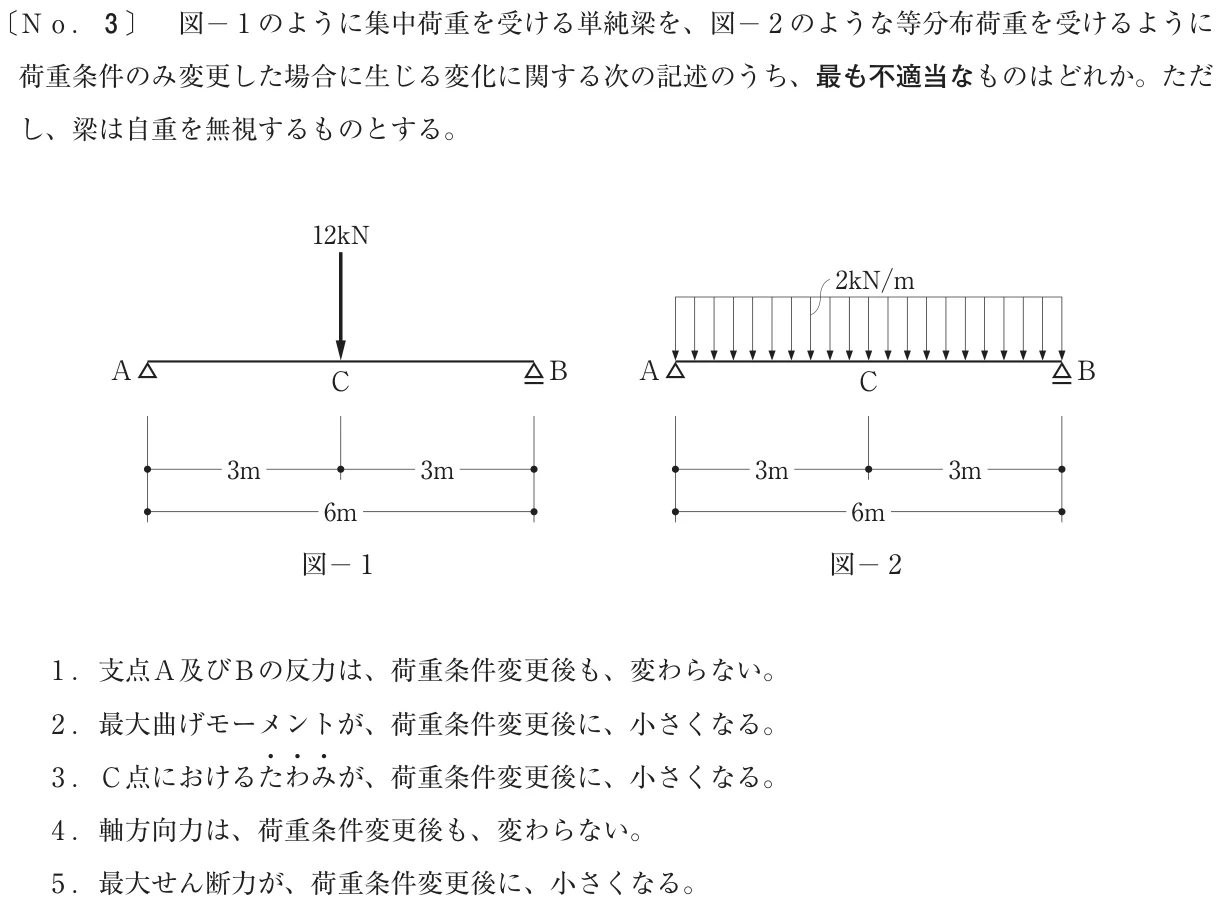 〔Ｎｏ． 3〕　図－１のように集中荷重を受ける単純梁を、図－２のような等分布荷重を受けるように
荷重条件のみ変更した場合に生じる変化に関する次の記述のうち、最も不適当なものはどれか。ただ
し、梁は自重を無視するものとする。
12kN
A
C
B
3m
3m
6m
図－１
2kN/m
A
C
B
3m
3m
6m
図－２
１．支点Ａ及びＢの反力は、荷重条件変更後も、変わらない。
２．最大曲げモーメントが、荷重条件変更後に、小さくなる。
３．Ｃ点におけるたわみが、荷重条件変更後に、小さくなる。
４．軸方向力は、荷重条件変更後も、変わらない。
５．最大せん断力が、荷重条件変更後に、小さくなる。